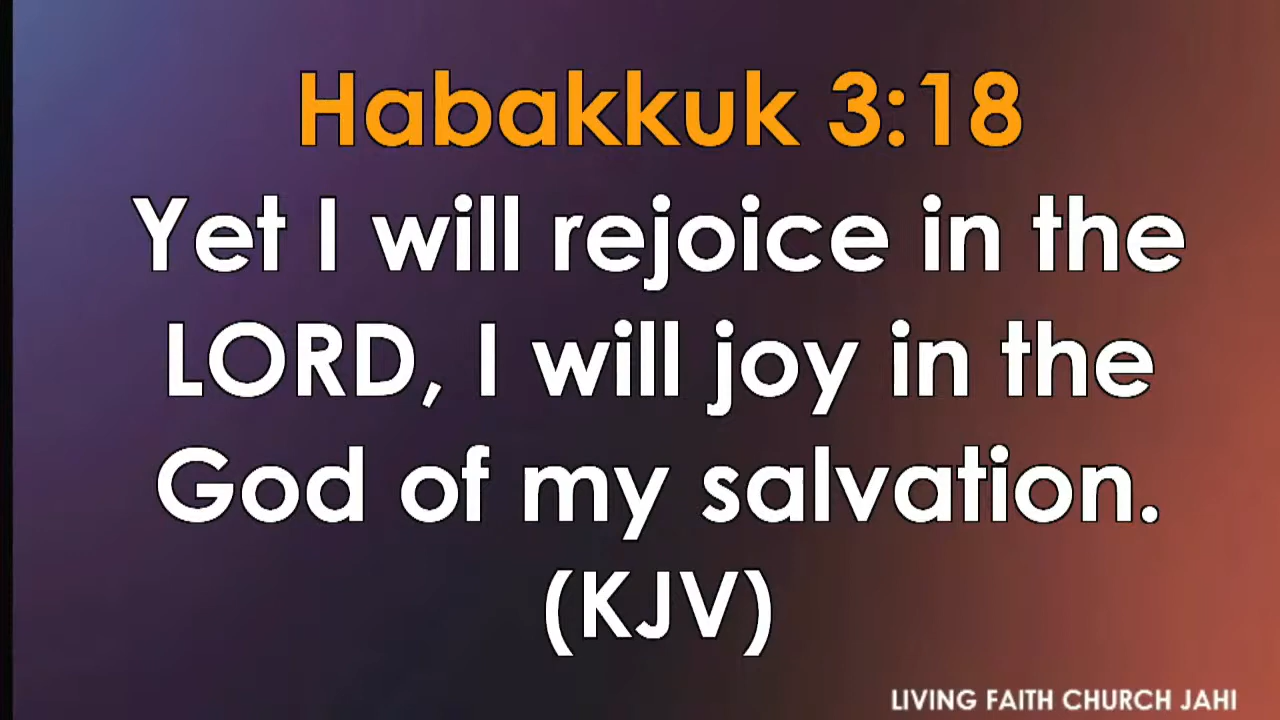 Habakkuk 3:18
Yet I will rejoice in the
LORD, I will joy in the
God of my salvation.
(KJV)
LIVING FAITH CHURCH JAHI